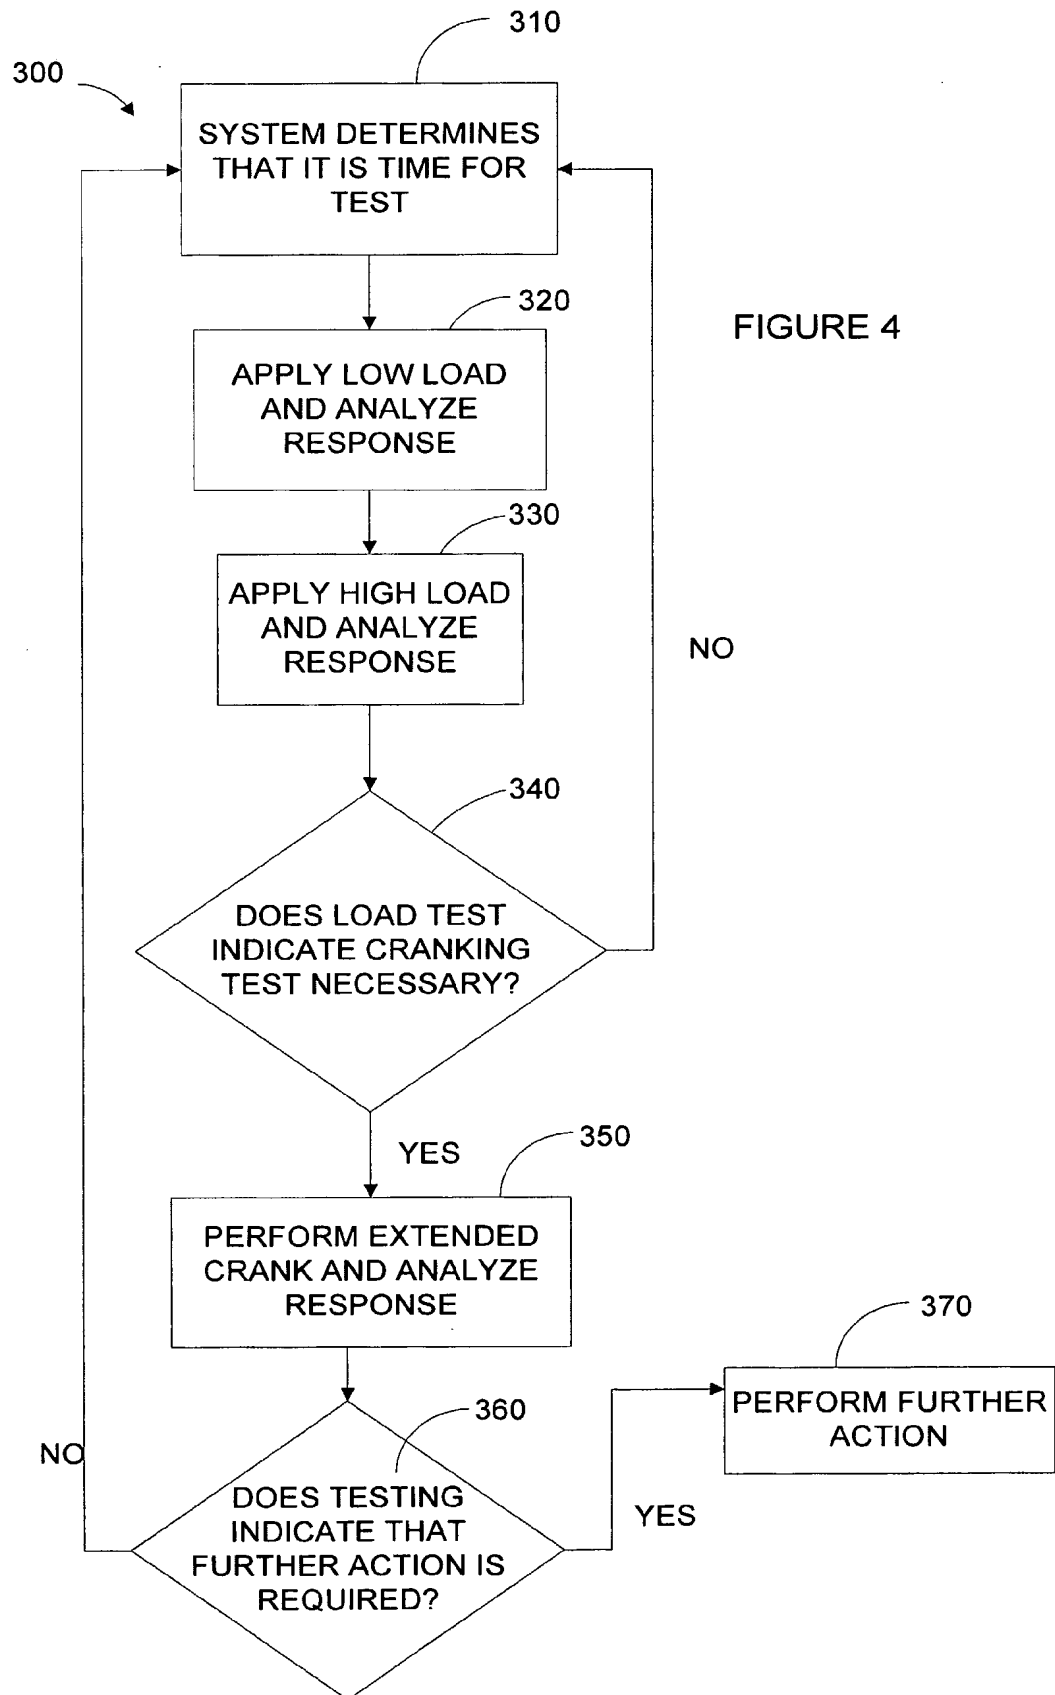 310
300
SYSTEM DETERMINES
THAT IT IS TIME FOR
TEST
320
FIGURE 4
APPLY LOW LOAD
AND ANALYZE
RESPONSE
330
APPLY HIGH LOAD
AND ANALYZE
RESPONSE
NO
340
DOES LOAD TEST
INDICATE CRANKING
TEST NECESSARY?
YES
350
PERFORM EXTENDED
CRANK AND ANALYZE
RESPONSE
370
PERFORM FURTHER
ACTION
360
NO
DOES TESTING
INDICATE THAT
FURTHER ACTION IS
REQUIRED?
YES